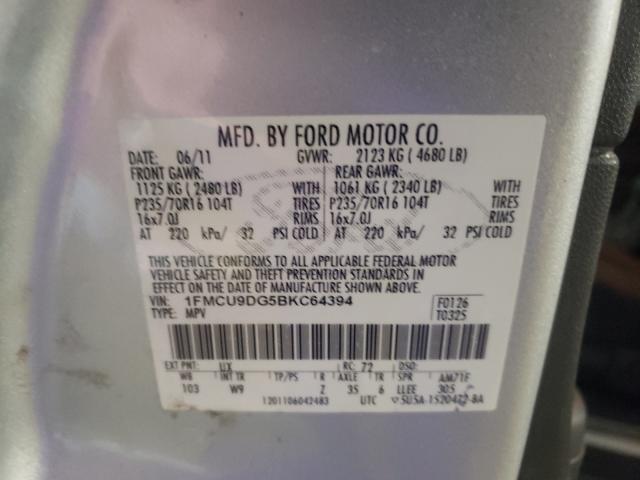 MFD. BY FORD MOTOR CO.
DATE: 06/11 GVWR: 2123 KG ( 4680 LB)
FRONT GAWR: REAR GAWR:
1125 KG ( 2480 LB) WITH 1061 KG ( 2340 LB) WITH
P235/70R16 104T TIRES P235/70R16 104T TIRES
16x7.0J RIMS 16x7.0J RIMS
AT 220 kPa/ 32 PSI COLD AT 220 kPa/ 32 PSI COLD
THIS VEHICLE CONFORMS TO ALL APPLICABLE FEDERAL MOTOR
VEHICLE SAFETY AND THEFT PREVENTION STANDARDS IN
EFFECT ON THE DATE OF MANUFACTURE SHOWN ABOVE.
VIN: 1FMCU9DG5BKC64394 F0126
TYPE: MPV T0325
EXT PNT: UX RC: 72 DSO:
WB INT TR TP/PS R AXLE TR SPR AM71F
103 W9 Z 35 6 LLEE 305
1201106042483 UTC